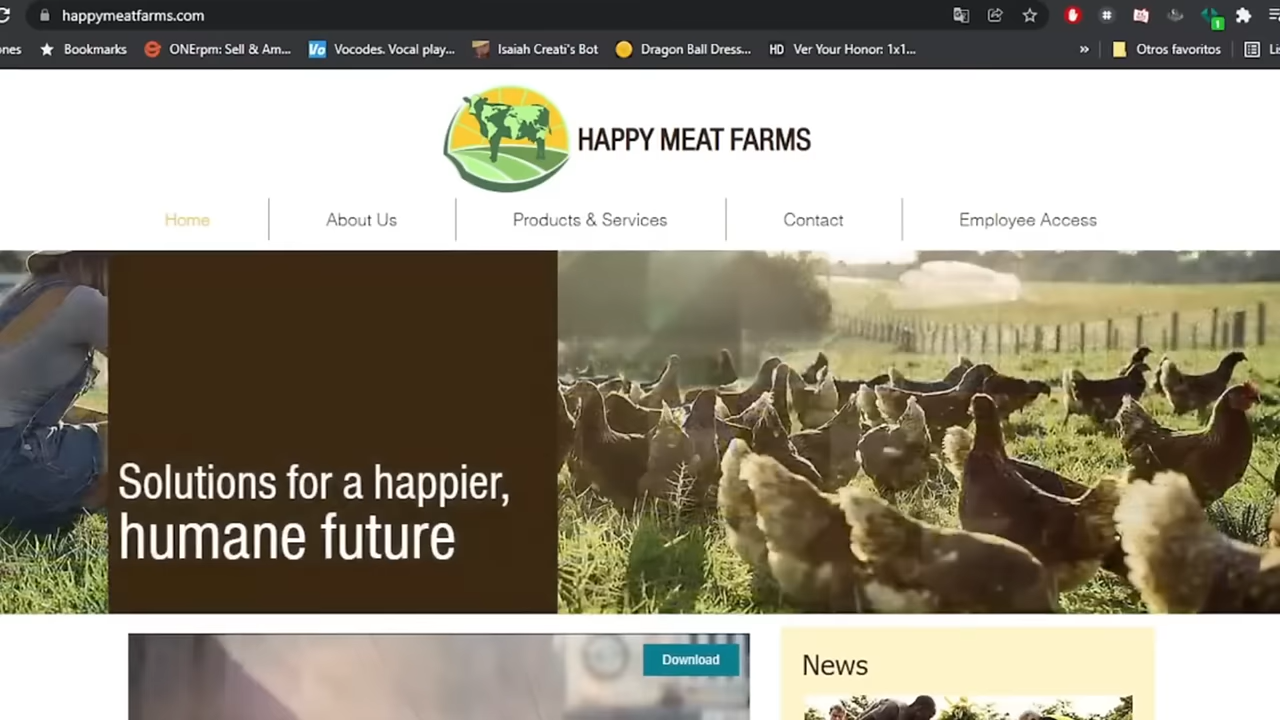 happymeatfarms.com
1
ones
Bookmarks
ONErpm: Sell & Am...
Vo
Vocodes. Vocal play...
Isaiah Creati's Bot
Dragon Ball Dress...
HD
Ver Your Honor: 1x1...
»
Otros favoritos
HAPPY MEAT FARMS
Home
About Us
Products & Services
Contact
Employee Access
Solutions for a happier,
humane future
Download
News